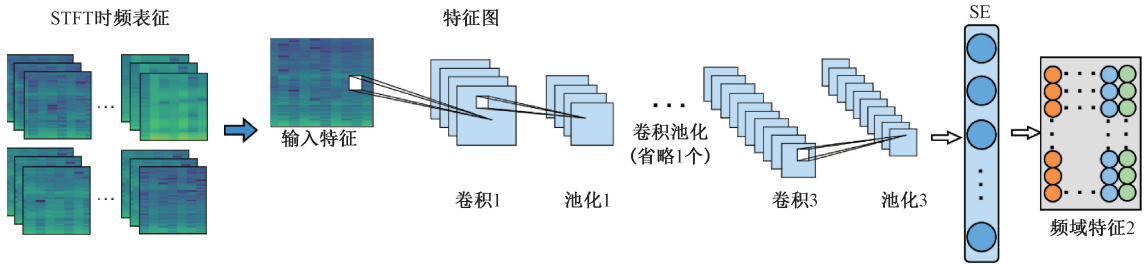 STFT时频表征
特征图
SE
输入特征
卷积1
池化1
卷积池化
(省略1个)
卷积3
池化3
频域特征2